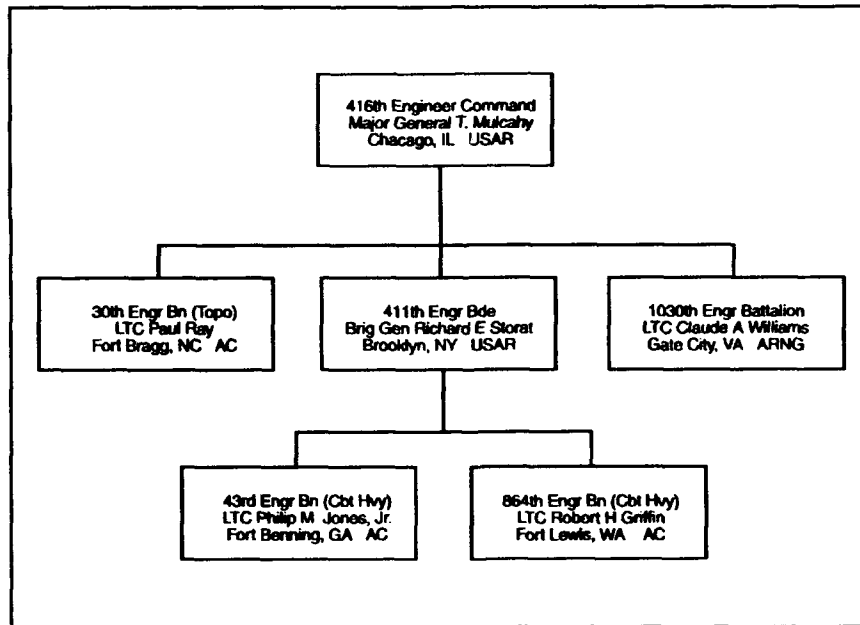 416th Engineer Command
Major General T. Mulcahy
Chacago, IL USAR
30th Engr Bn (Topo)
LTC Paul Ray
Fort Bragg, NC AC
411th Engr Bde
Brig Gen Richard E Storat
Brooklyn, NY USAR
1030th Engr Battalion
LTC Claude A Williams
Gate City, VA ARNG
43rd Engr Bn (Cbt Hvy)
LTC Philip M Jones, Jr.
Fort Benning, GA AC
864th Engr Bn (Cbt Hvy)
LTC Robert H Griffin
Fort Lewis, WA AC